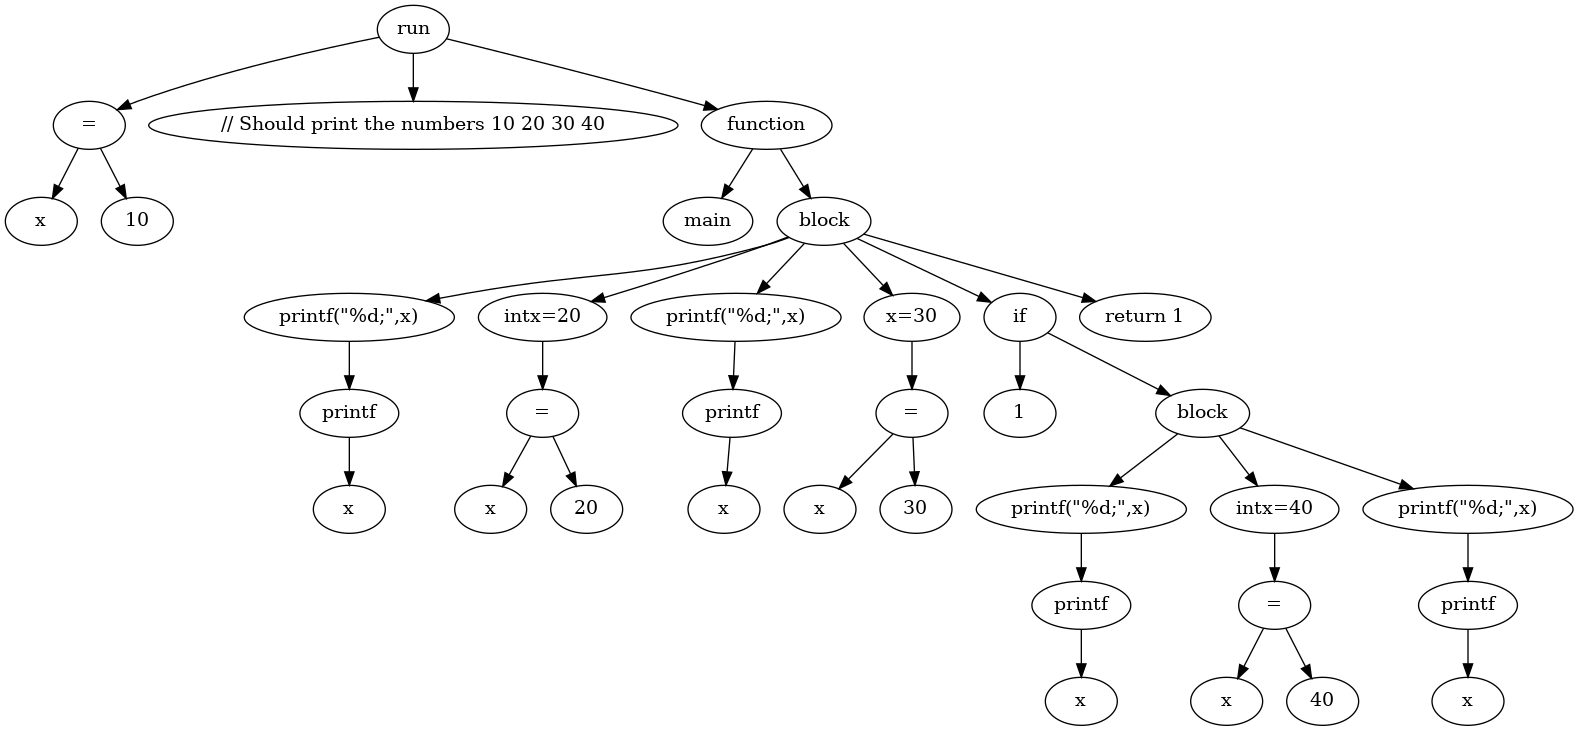 run
=
// Should print the numbers 10 20 30 40
function
x
10
main
block
printf("%d;",x)
intx=20
printf("%d;",x)
x=30
if
return 1
printf
=
printf
=
1
block
x
x
20
x
x
30
printf("%d;",x)
intx=40
printf("%d;",x)
printf
=
printf
x
x
40
x